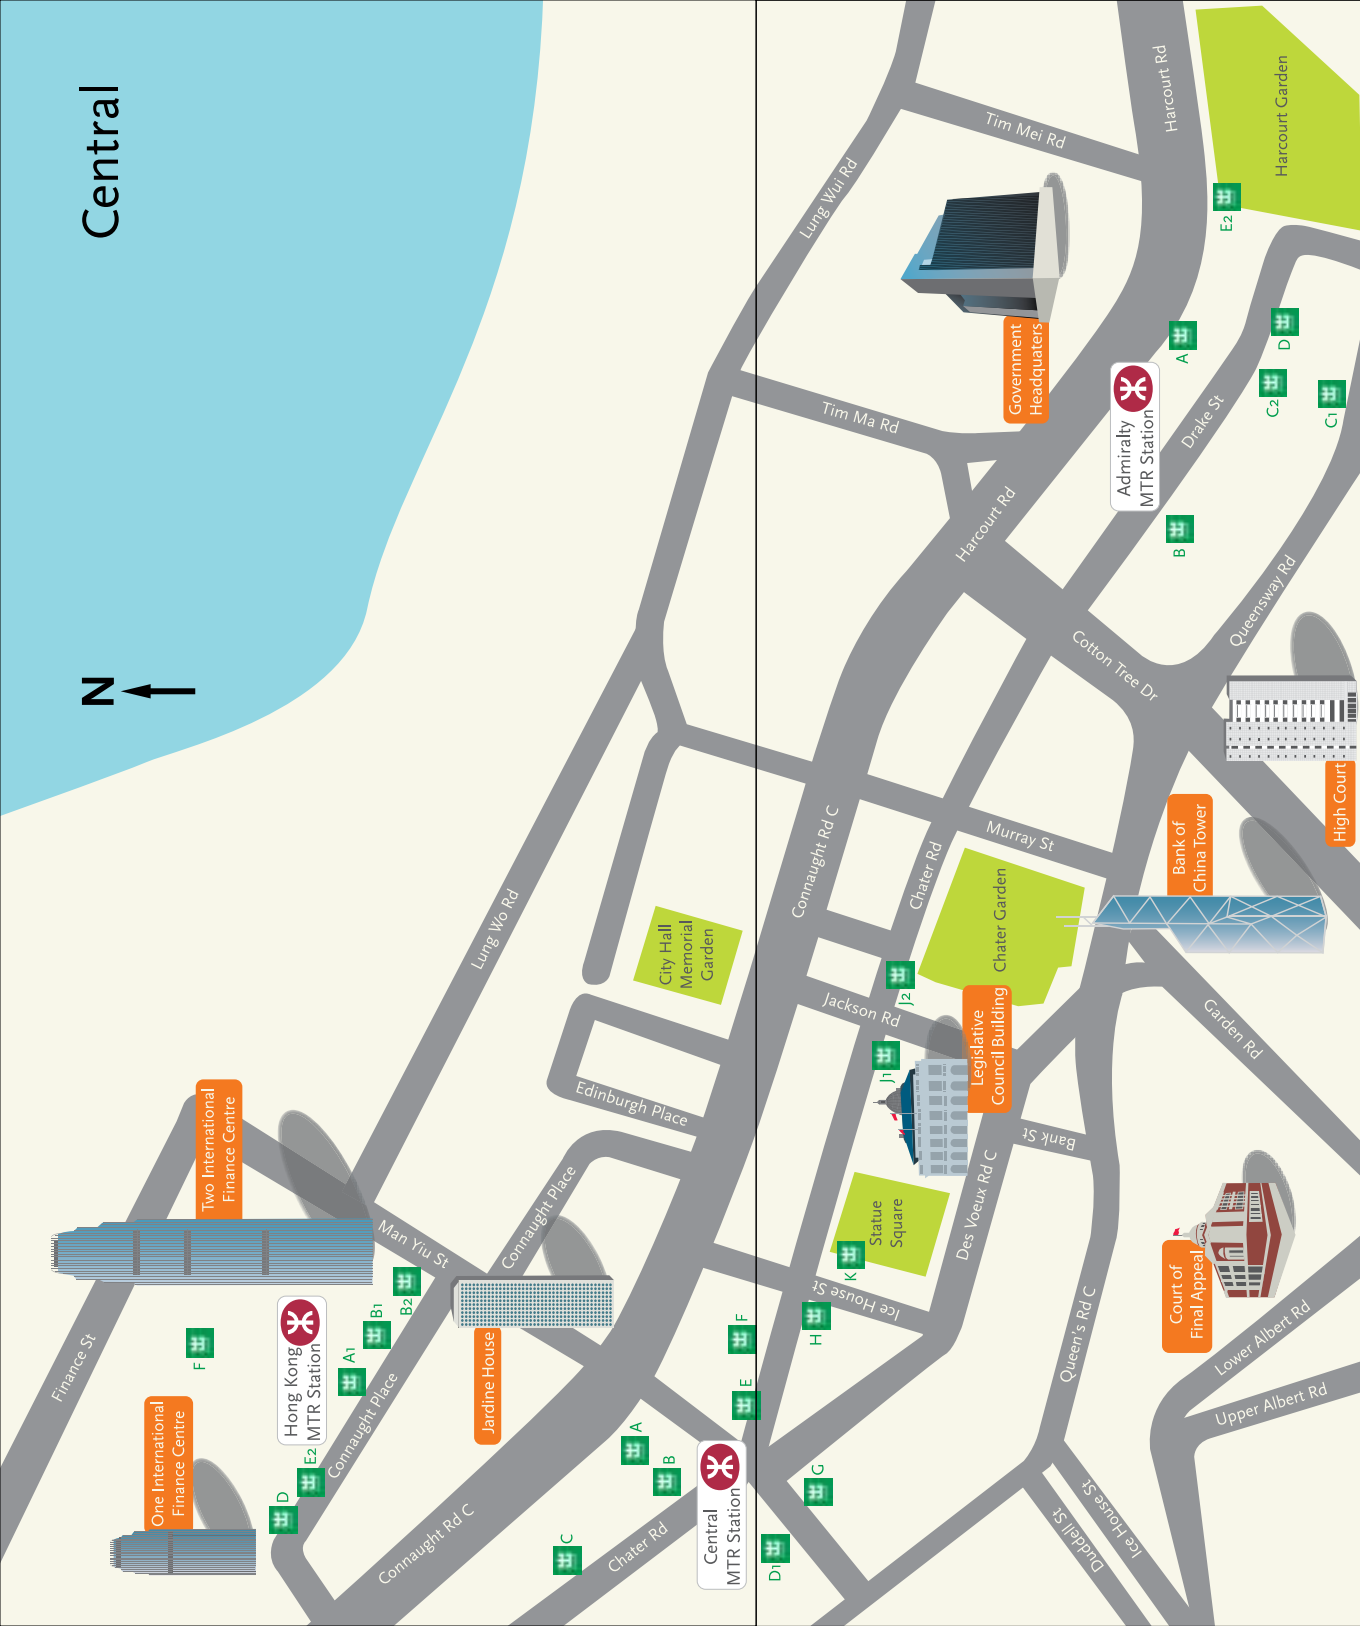 Central
N
Finance St
Two International
Finance Centre
One International
Finance Centre
F
Hong Kong
MTR Station
A1
B1
B2
E2
D
Man Yiu St
Connaught Place
Connaught Place
Jardine House
Lung Wo Rd
Edinburgh Place
City Hall
Memorial
Garden
Connaught Rd C
Connaught Rd C
Chater Rd
A
B
C
Central
MTR Station
D1
E
F
G
H
K
J1
J2
Lung Wui Rd
Tim Mei Rd
Tim Ma Rd
Government
Headquaters
Harcourt Rd
Harcourt Rd
Harcourt Garden
E2
A
D
C2
C1
B
Admiralty
MTR Station
Drake St
Queensway Rd
Cotton Tree Dr
High Court
Bank of
China Tower
Murray St
Chater Rd
Chater Garden
Jackson Rd
Legislative
Council Building
Garden Rd
Bank St
Des Voeux Rd C
Statue
Square
Ice House St
Queen's Rd C
Court of
Final Appeal
Lower Albert Rd
Upper Albert Rd
Ice House St
Duddell St